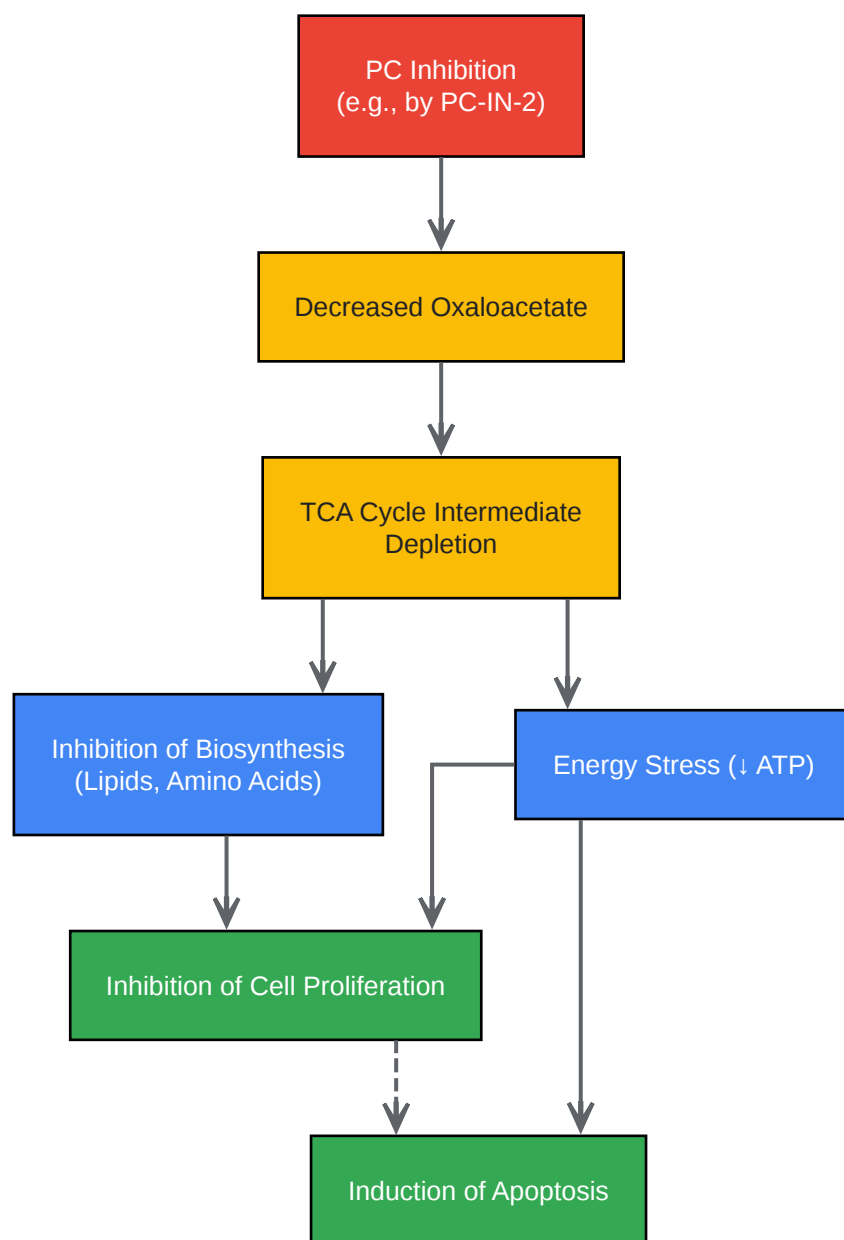 PC Inhibition
(e.g., by PC-IN-2)
Decreased Oxaloacetate
TCA Cycle Intermediate
Depletion
Inhibition of Biosynthesis
(Lipids, Amino Acids)
Energy Stress (↓ ATP)
Inhibition of Cell Proliferation
Induction of Apoptosis